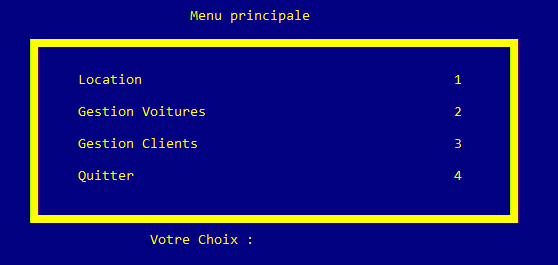 Menu principale
Location 1
Gestion Voitures 2
Gestion Clients 3
Quitter 4
Votre Choix :